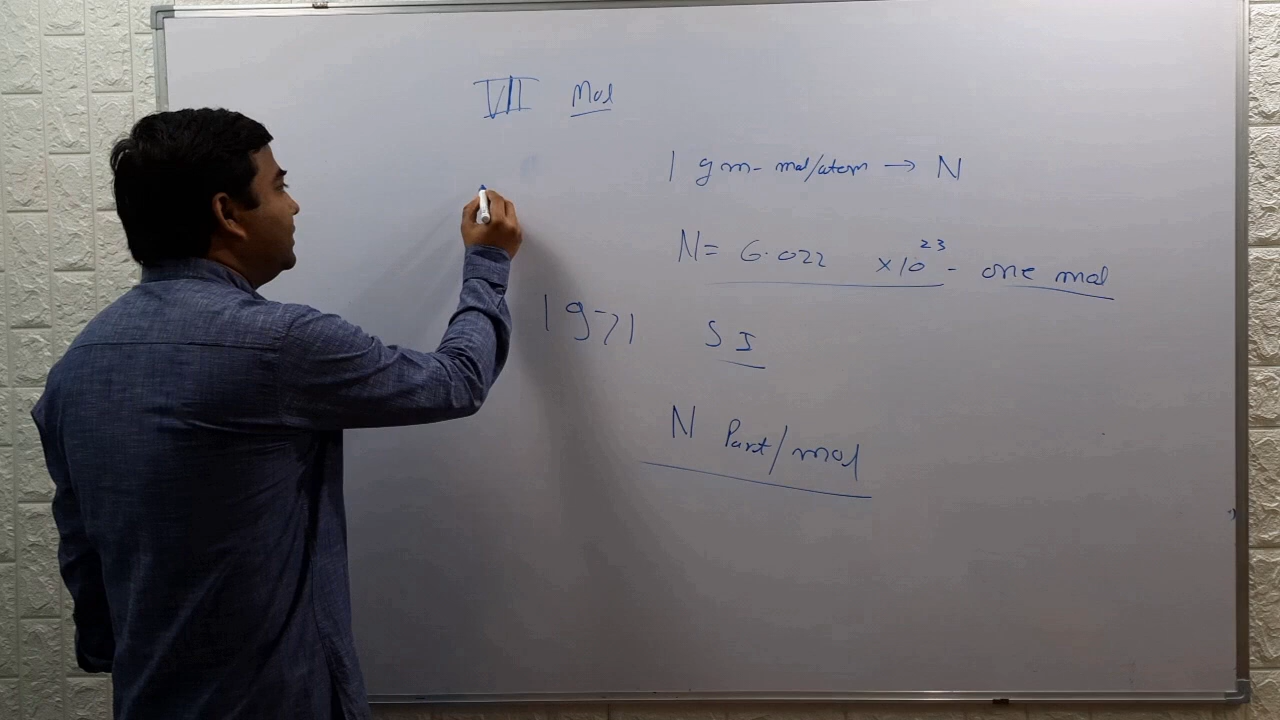 VII Mol
1 gm-mol/atom → N
N= 6.022 ×10²³ - one mol
1971 SI
N Part/mol